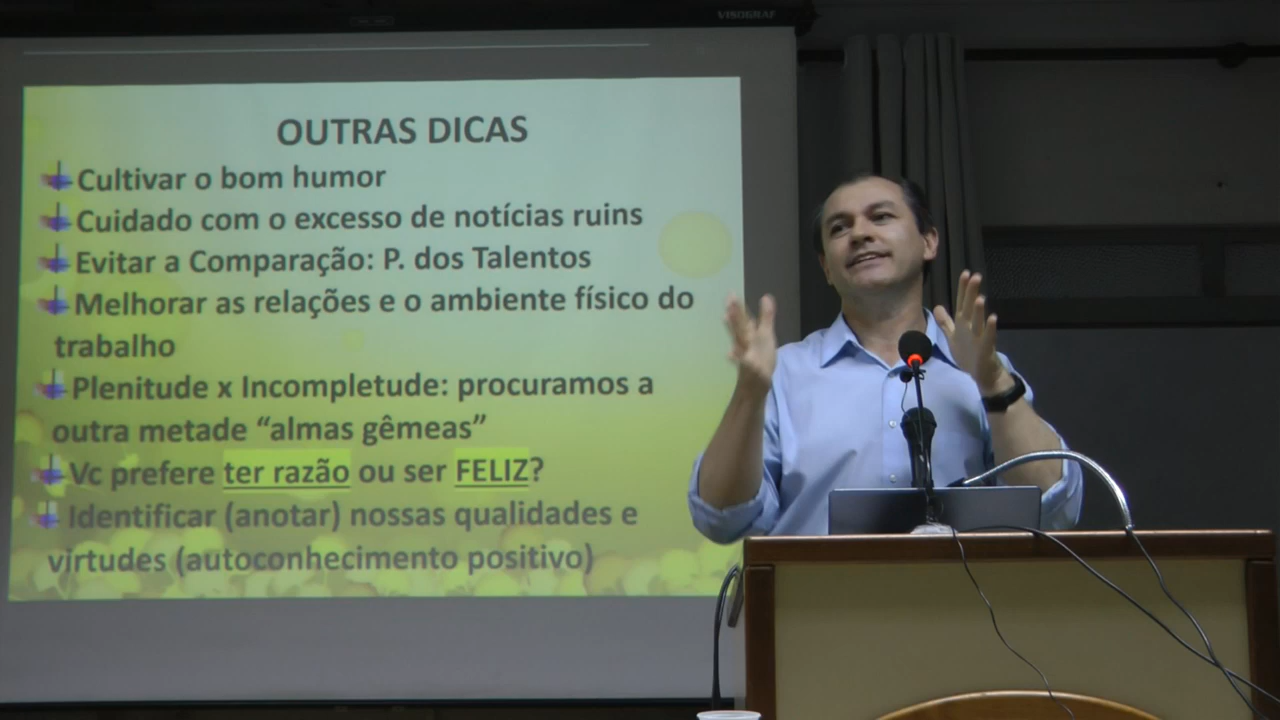 VISOGRAF
OUTRAS DICAS
Cultivar o bom humor
Cuidado com o excesso de notícias ruins
Evitar a Comparação: P. dos Talentos
Melhorar as relações e o ambiente físico do
trabalho
Plenitude x Incompletude: procuramos a
outra metade “almas gêmeas”
Vc prefere ter razão ou ser FELIZ?
Identificar (anotar) nossas qualidades e
virtudes (autoconhecimento positivo)